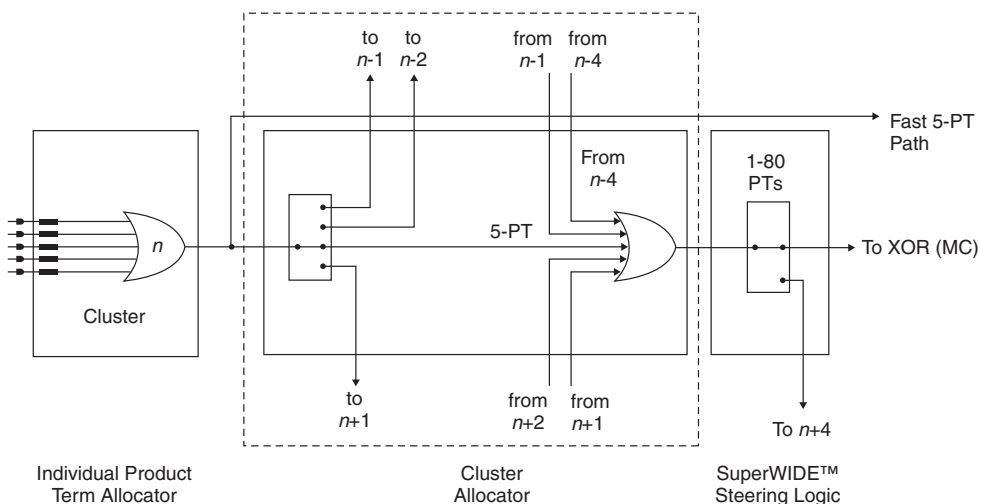 to
n-1
to
n-2
from
n-1
from
n-4
Fast 5-PT
Path
From
n-4
1-80
PTs
n
5-PT
To XOR (MC)
Cluster
to
n+1
from
n+2
from
n+1
To n+4
Individual Product
Term Allocator
Cluster
Allocator
SuperWIDE™
Steering Logic